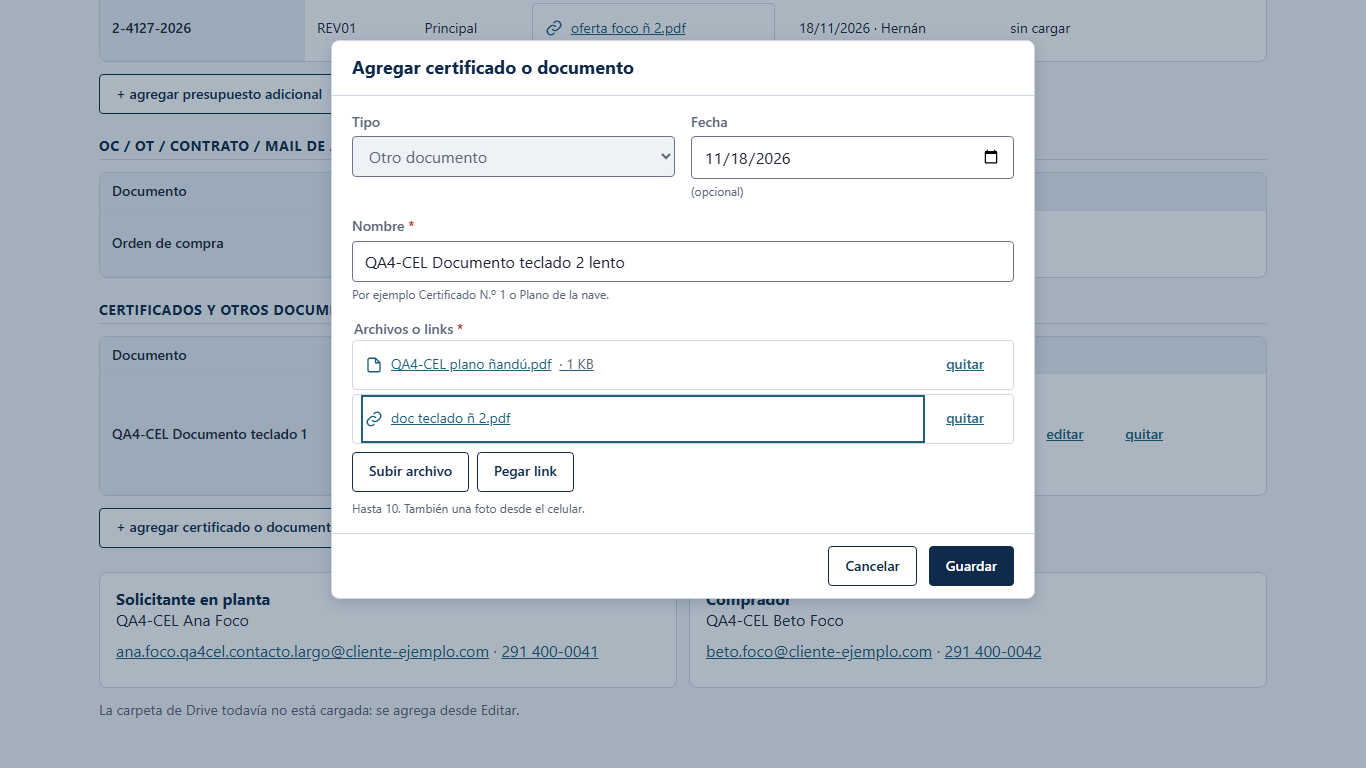 2-4127-2026 REV01 Principal oferta foco ñ 2.pdf 18/11/2026 · Hernán sin cargar
Agregar certificado o documento
+ agregar presupuesto adicional
Tipo Fecha
Otro documento 11/18/2026
(opcional)
OC / OT / CONTRATO / MAIL DE
Documento
Nombre *
Orden de compra
QA4-CEL Documento teclado 2 lento
Por ejemplo Certificado N.º 1 o Plano de la nave.
CERTIFICADOS Y OTROS DOCUM
Archivos o links *
Documento
QA4-CEL plano ñandú.pdf · 1 KB quitar
doc teclado ñ 2.pdf quitar
QA4-CEL Documento teclado 1 editar quitar
Subir archivo Pegar link
Hasta 10. También una foto desde el celular.
+ agregar certificado o document
Cancelar Guardar
Solicitante en planta Comprador
QA4-CEL Ana Foco QA4-CEL Beto Foco
ana.foco.qa4cel.contacto.largo@cliente-ejemplo.com · 291 400-0041 beto.foco@cliente-ejemplo.com · 291 400-0042
La carpeta de Drive todavía no está cargada: se agrega desde Editar.